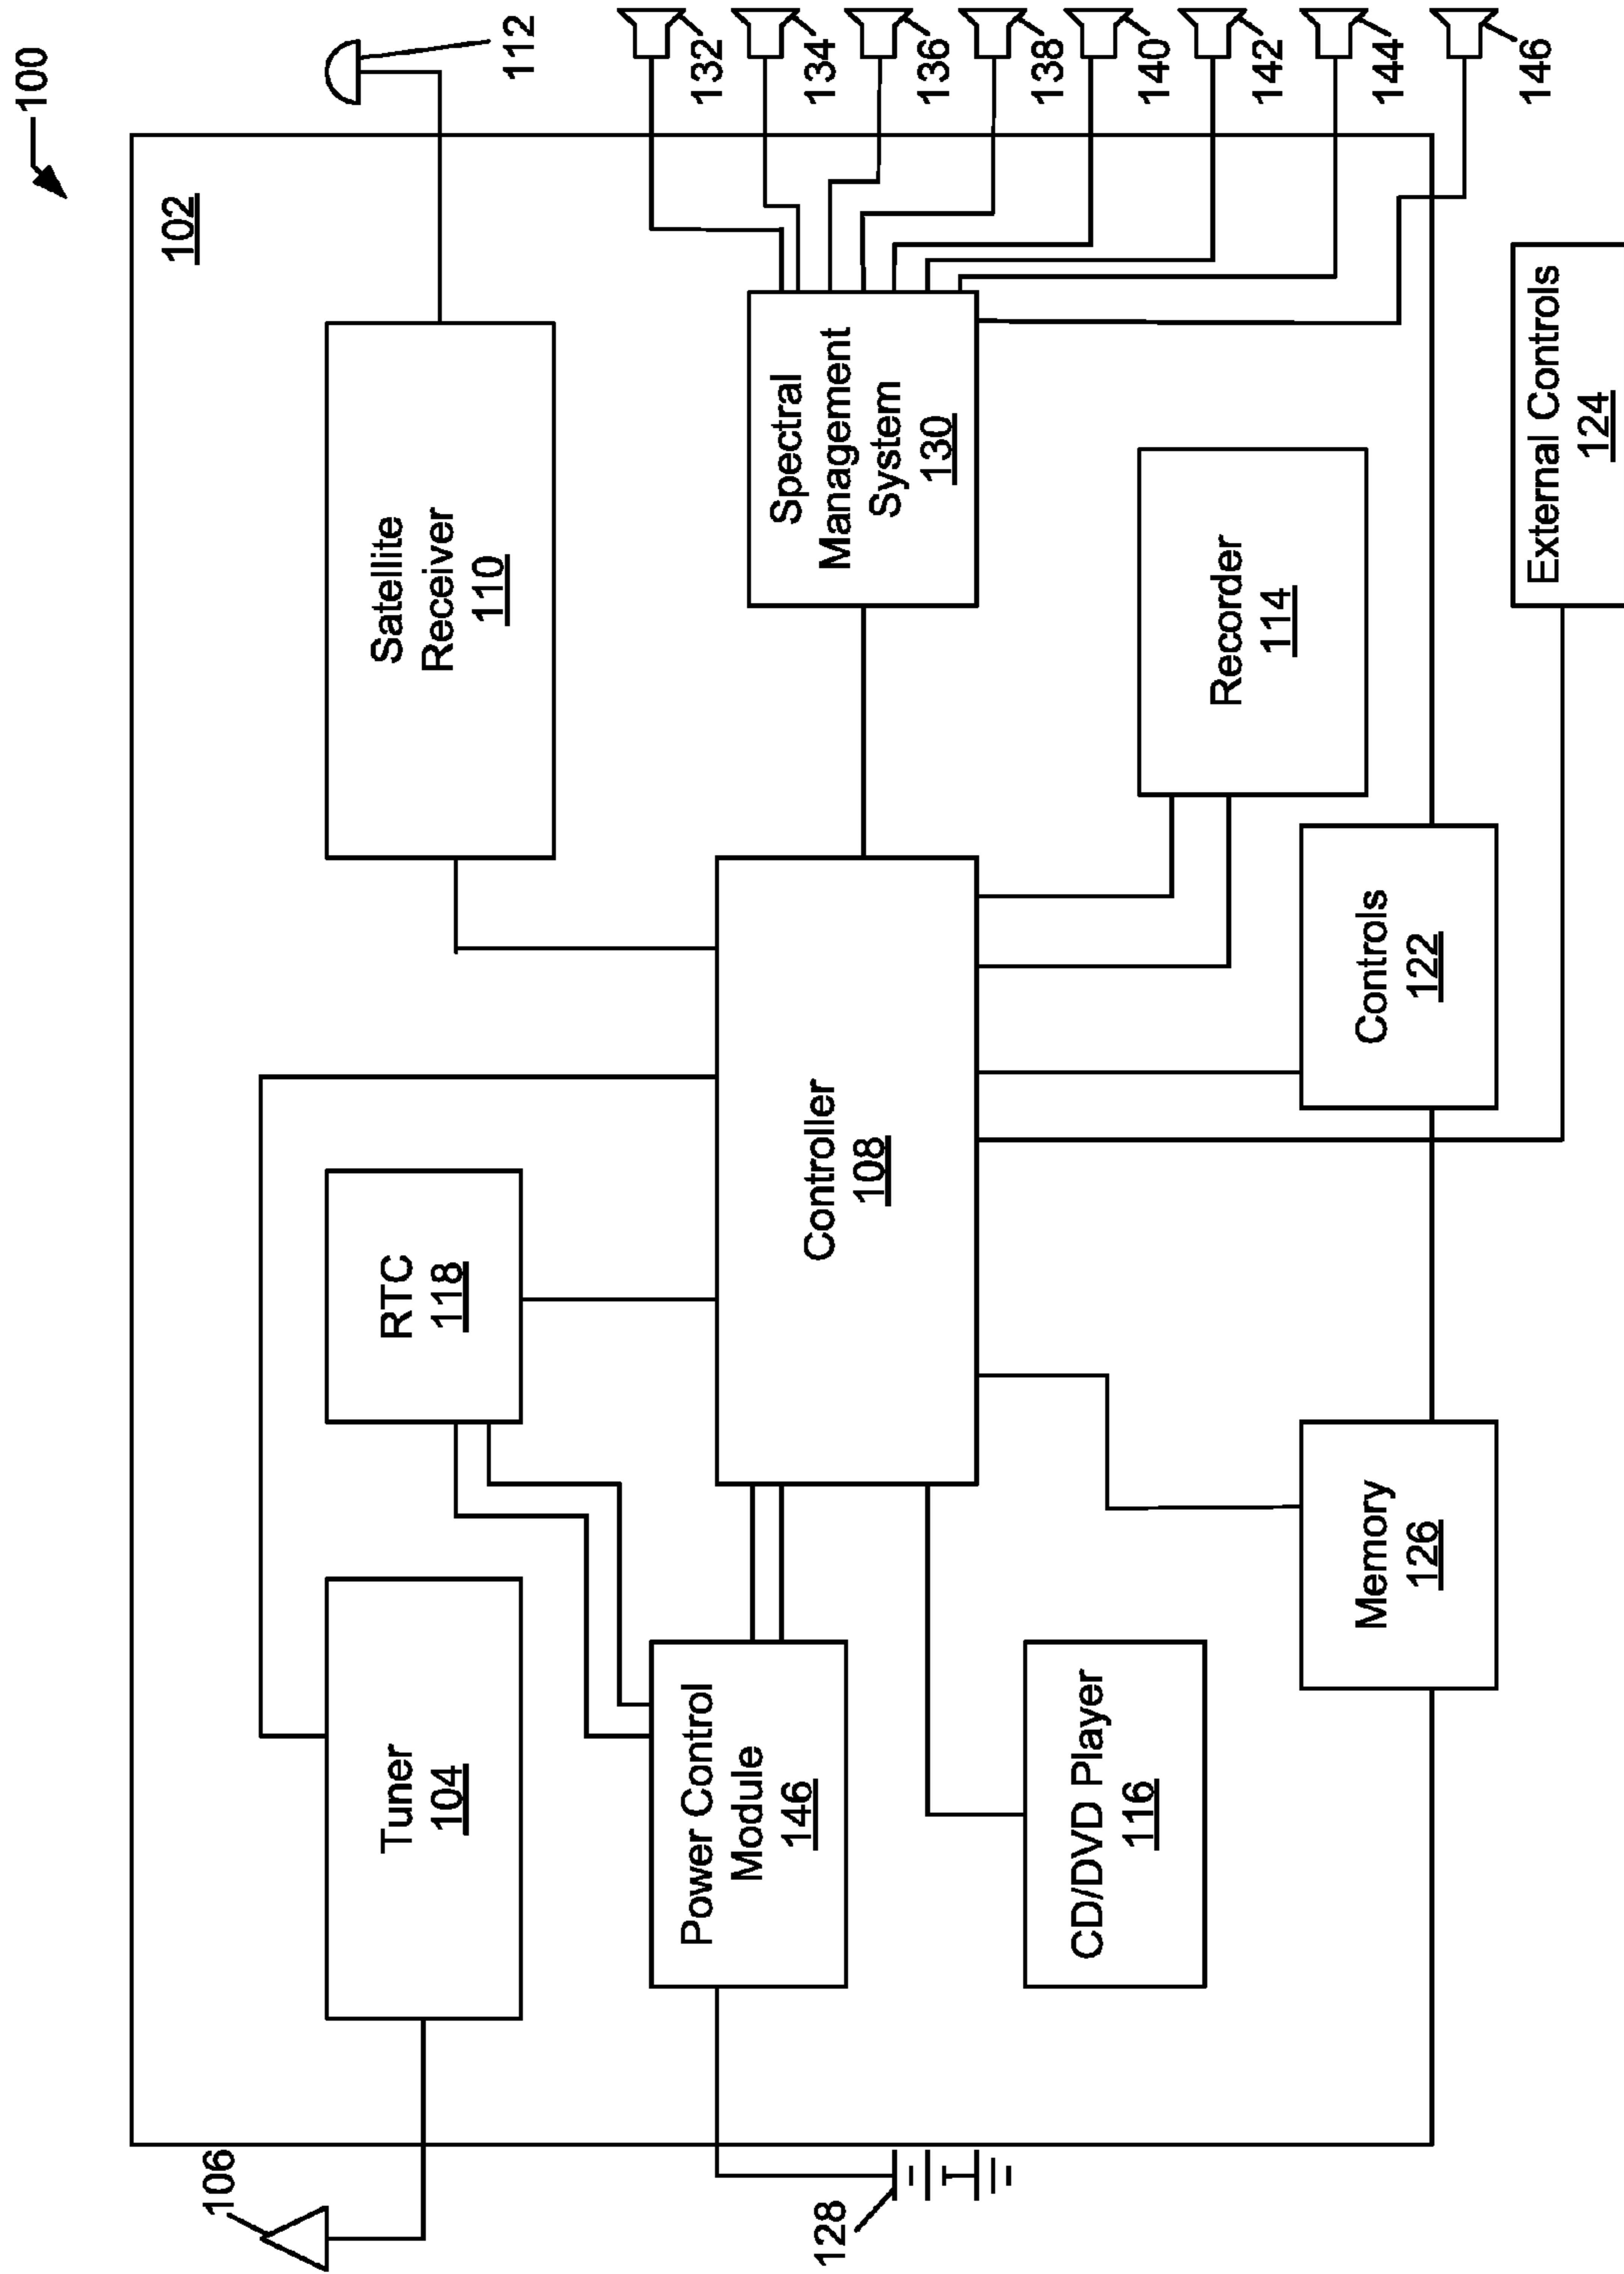 100
102
106
112
Tuner
104
RTC
118
Satellite
Receiver
110
Power Control
Module
146
Controller
108
Spectral
Management
System
130
132
134
136
138
140
142
144
146
128
CD/DVD Player
116
Recorder
114
Memory
126
Controls
122
External Controls
124